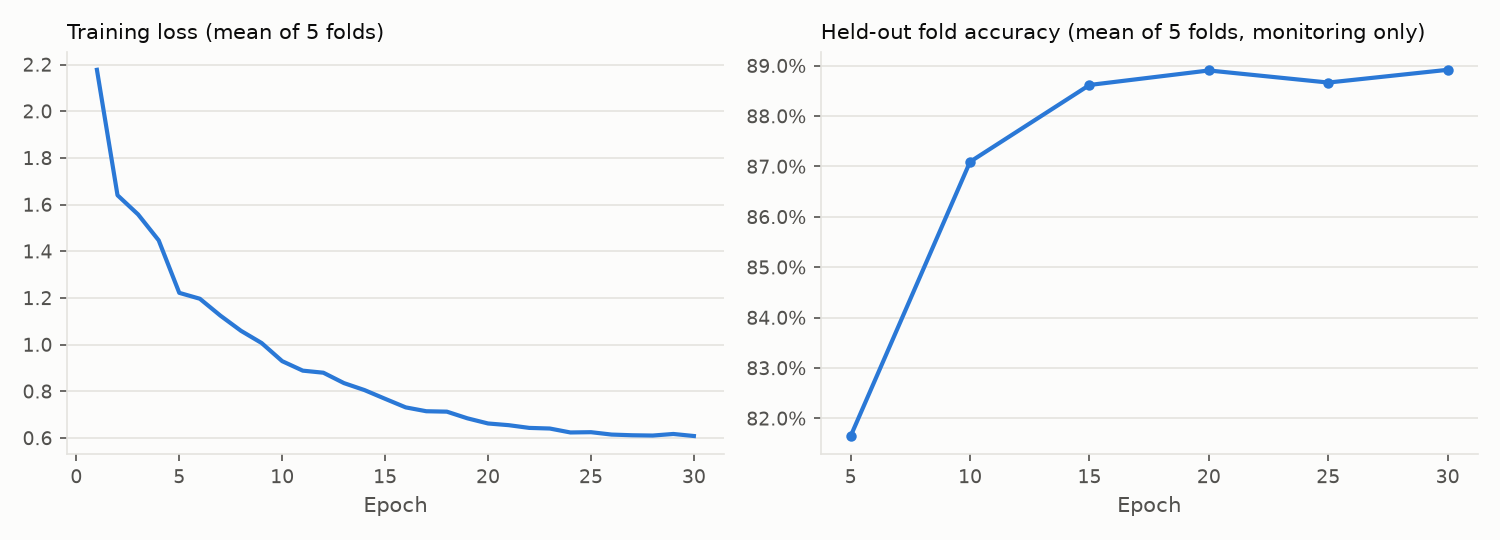 Training loss (mean of 5 folds)
2.2
2.0
1.8
1.6
1.4
1.2
1.0
0.8
0.6
0 5 10 15 20 25 30
Epoch
Held-out fold accuracy (mean of 5 folds, monitoring only)
89.0%
88.0%
87.0%
86.0%
85.0%
84.0%
83.0%
82.0%
5 10 15 20 25 30
Epoch